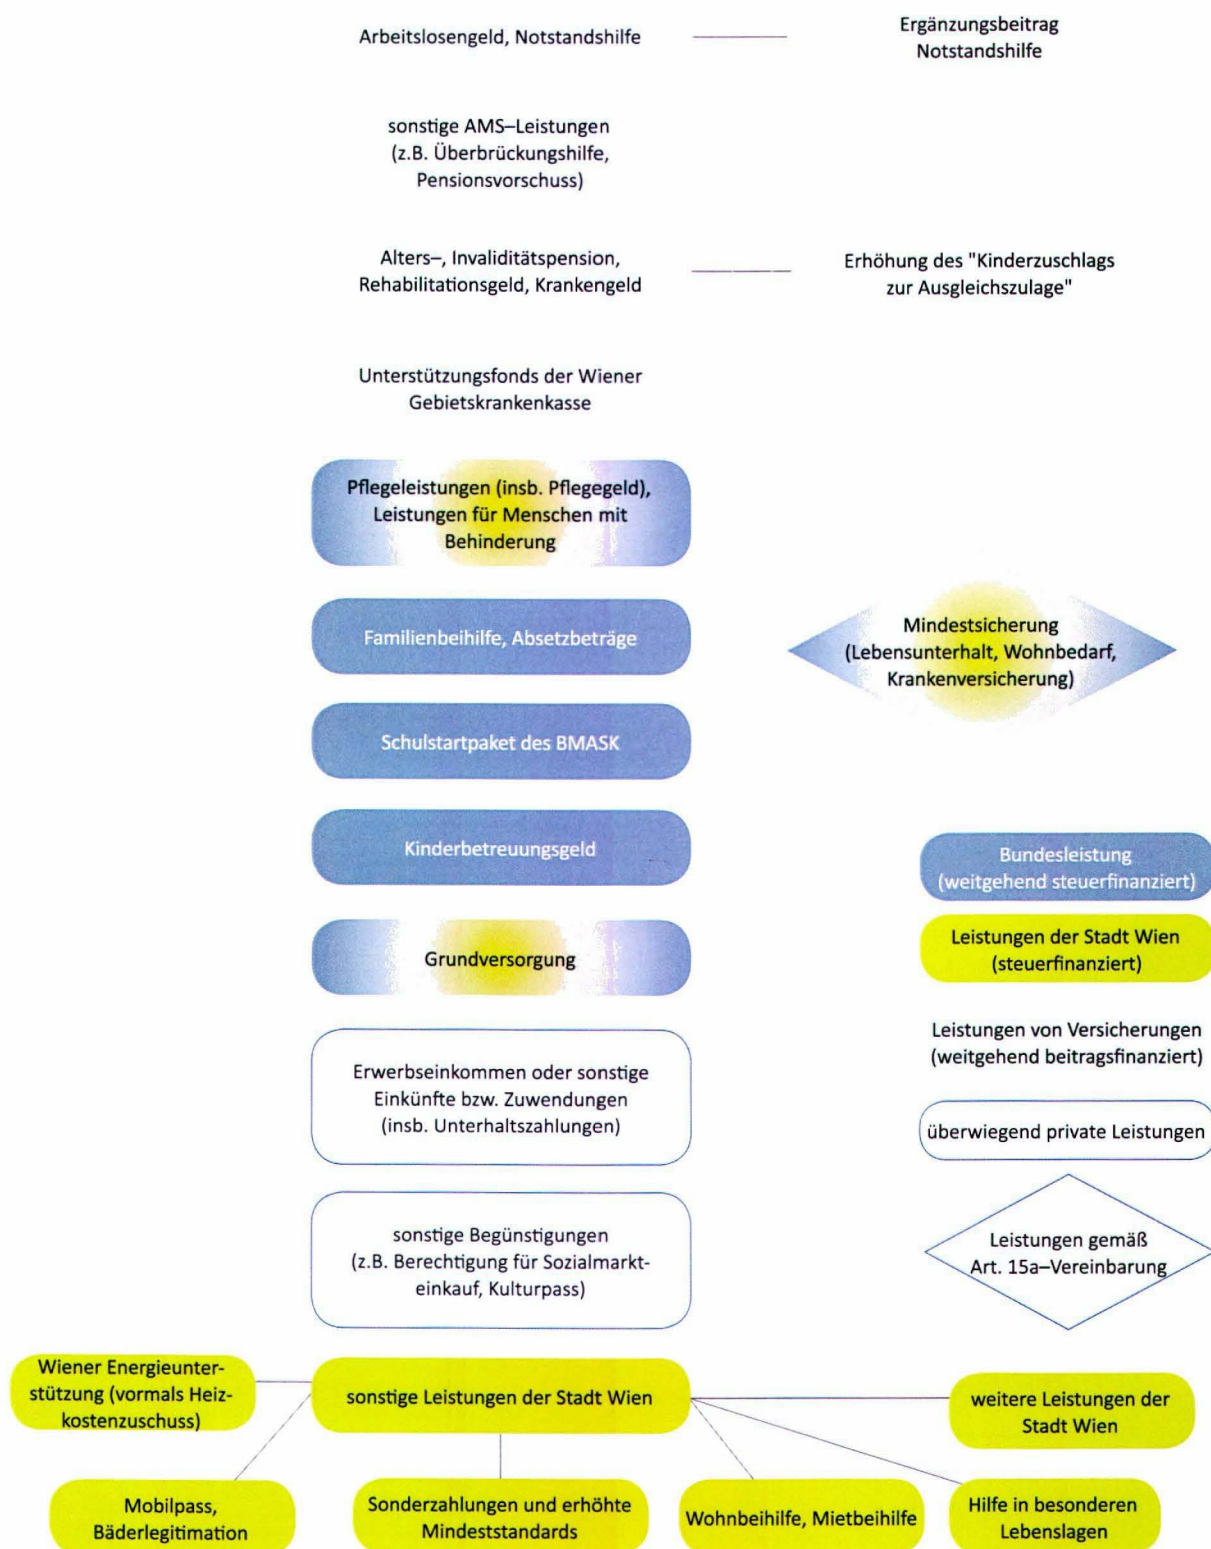 Arbeitslosengeld, Notstandshilfe
Ergänzungsbeitrag
Notstandshilfe
sonstige AMS–Leistungen
(z.B. Überbrückungshilfe,
Pensionsvorschuss)
Alters–, Invaliditätspension,
Rehabilitationsgeld, Krankengeld
Erhöhung des "Kinderzuschlags
zur Ausgleichszulage"
Unterstützungsfonds der Wiener
Gebietskrankenkasse
Pflegeleistungen (insb. Pflegegeld),
Leistungen für Menschen mit
Behinderung
Familienbeihilfe, Absetzbeträge
Mindestsicherung
(Lebensunterhalt, Wohnbedarf,
Krankenversicherung)
Schulstartpaket des BMASK
Kinderbetreuungsgeld
Grundversorgung
Erwerbseinkommen oder sonstige
Einkünfte bzw. Zuwendungen
(insb. Unterhaltszahlungen)
sonstige Begünstigungen
(z.B. Berechtigung für Sozialmarkt-
einkauf, Kulturpass)
Bundesleistung
(weitgehend steuerfinanziert)
Leistungen der Stadt Wien
(steuerfinanziert)
Leistungen von Versicherungen
(weitgehend beitragsfinanziert)
überwiegend private Leistungen
Leistungen gemäß
Art. 15a–Vereinbarung
Wiener Energieunter-
stützung (vormals Heiz-
kostenzuschuss)
sonstige Leistungen der Stadt Wien
weitere Leistungen der
Stadt Wien
Mobilpass,
Bäderlegitimation
Sonderzahlungen und erhöhte
Mindeststandards
Wohnbeihilfe, Mietbeihilfe
Hilfe in besonderen
Lebenslagen